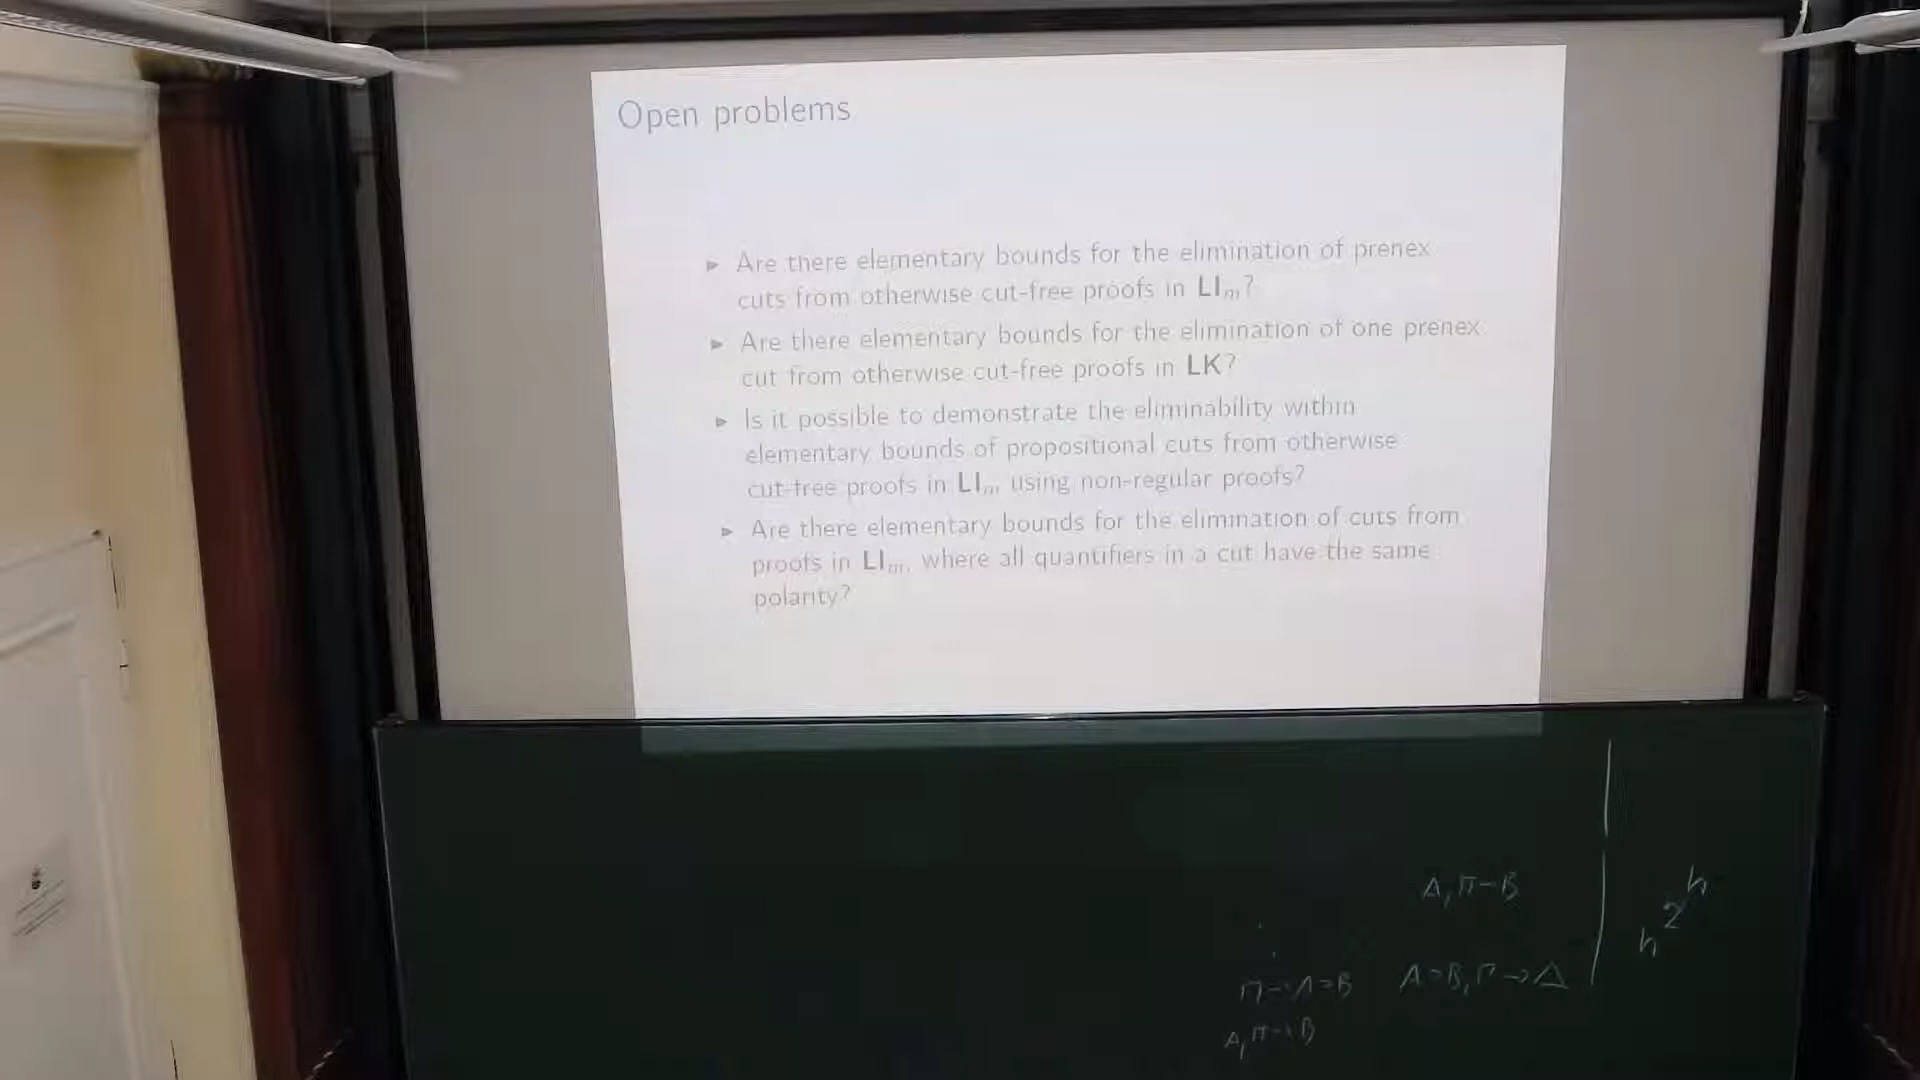 Open problems
▸ Are there elementary bounds for the elimination of prenex
cuts from otherwise cut-free proofs in LIₘ?
▸ Are there elementary bounds for the elimination of one prenex
cut from otherwise cut-free proofs in LK?
▸ Is it possible to demonstrate the eliminability within
elementary bounds of propositional cuts from otherwise
cut-free proofs in LIₘ using non-regular proofs?
▸ Are there elementary bounds for the elimination of cuts from
proofs in LIₘ, where all quantifiers in a cut have the same
polarity?
A, Π → B
h 2 h
Π → A ⊃ B
A ⊃ B, Γ → Δ
A, Π → B